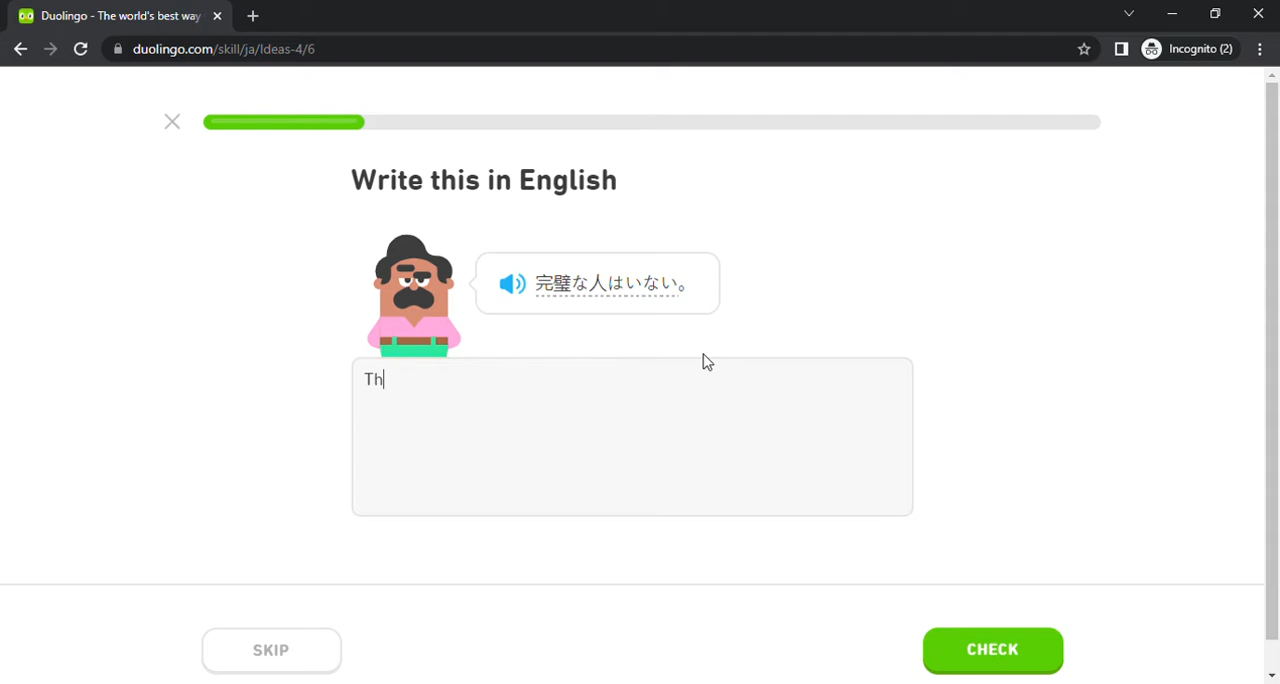 Duolingo - The world's best way
duolingo.com/skill/ja/Ideas-4/6
Incognito (2)
Write this in English
完璧な人はいない。
Th
SKIP
CHECK